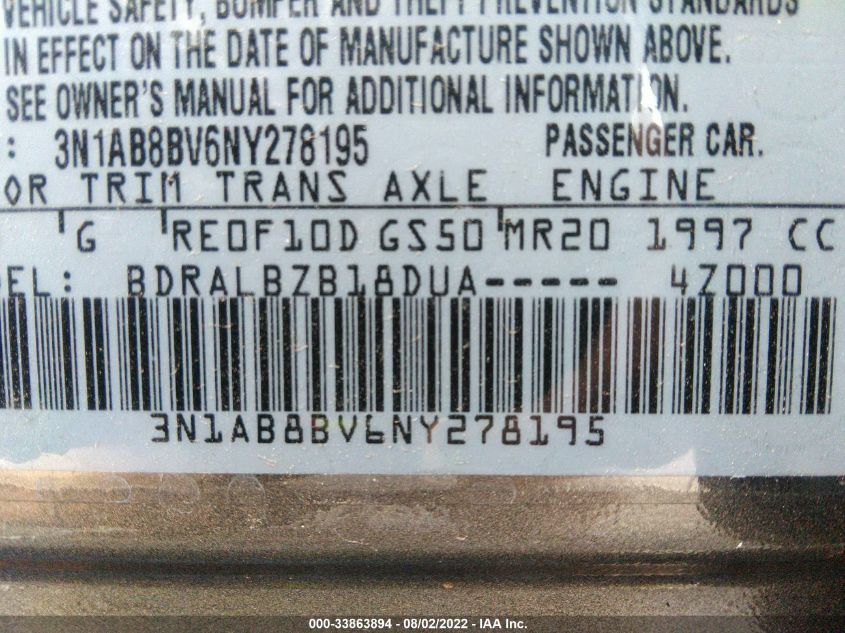 VEHICLE SAFETY, BUMPER AND THEFT PREVENTION STANDARDS
IN EFFECT ON THE DATE OF MANUFACTURE SHOWN ABOVE.
SEE OWNER'S MANUAL FOR ADDITIONAL INFORMATION.
: 3N1AB8BV6NY278195 PASSENGER CAR.
OR TRIM TRANS AXLE ENGINE
G RE0F10D GS50 MR20 1997 CC
DEL: BDRALBZB18DUA----- 4Z000
3N1AB8BV6NY278195
000-33863894 - 08/02/2022 - IAA Inc.